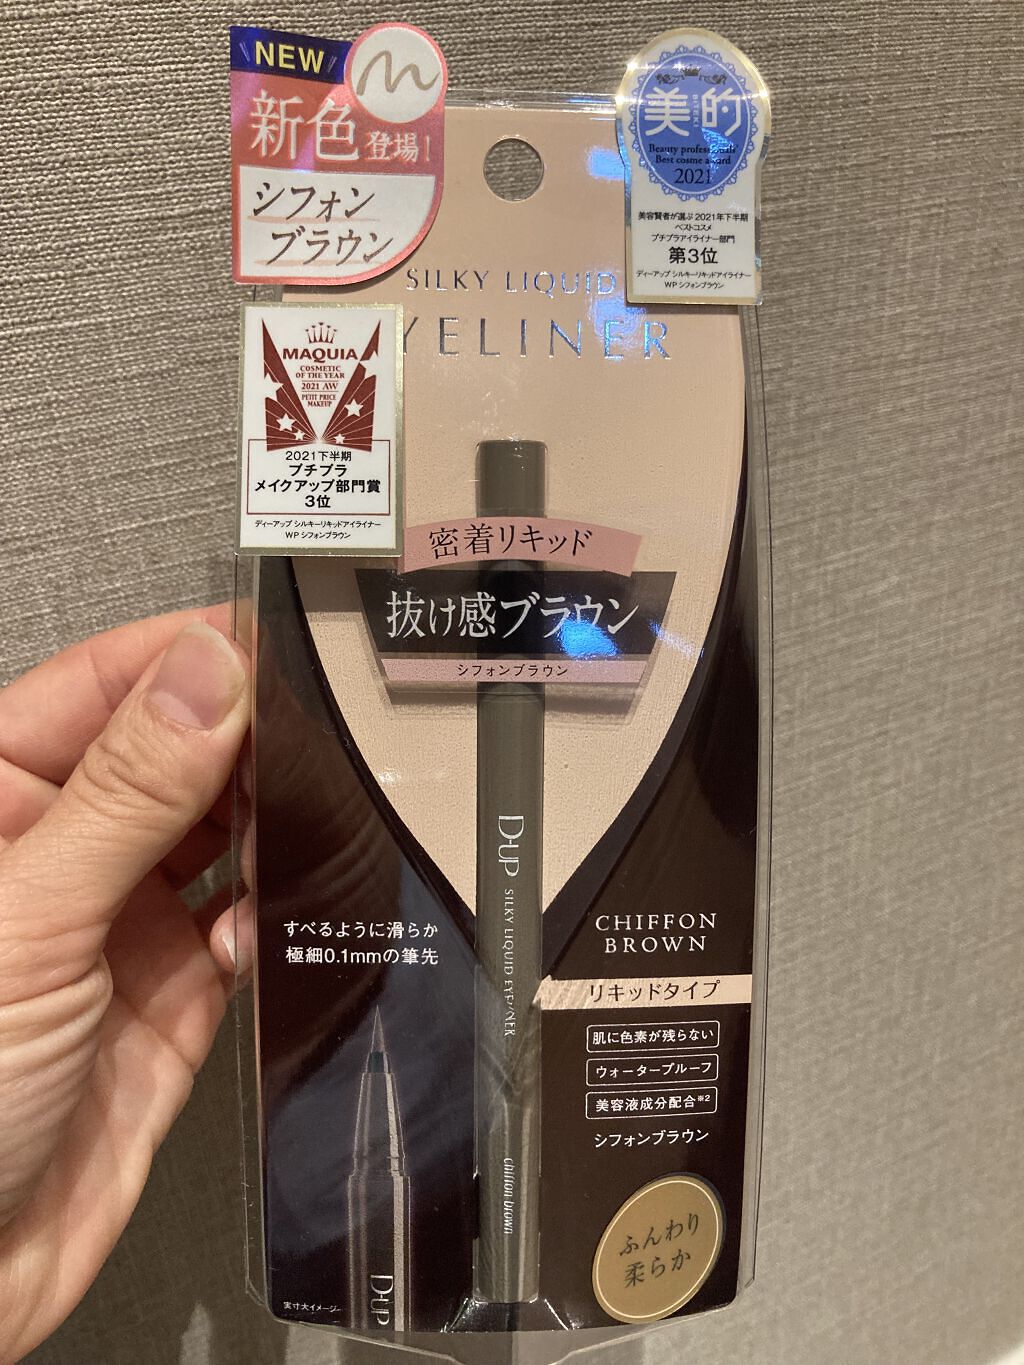 NEW
新色登場!
シフォン
ブラウン
美的
BITEKI
Beauty professionals'
Best cosme award
2021
美容賢者が選ぶ2021年下半期
ベストコスメ
プチプラアイライナー部門
第3位
ディーアップ シルキーリキッドアイライナー
WP シフォンブラウン
SILKY LIQUID
YELINER
MAQUIA
COSMETIC
OF THE YEAR
2021 AW
PETIT PRICE
MAKEUP
2021下半期
プチプラ
メイクアップ部門賞
3位
ディーアップ シルキーリキッドアイライナー
WP シフォンブラウン
密着リキッド
抜け感ブラウン
シフォンブラウン
D-UP SILKY LIQUID EYELINER
chiffon brown
すべるように滑らか
極細0.1mmの筆先
D-UP
実寸大イメージ
CHIFFON
BROWN
リキッドタイプ
肌に色素が残らない
ウォータープルーフ
美容液成分配合※2
シフォンブラウン
ふんわり
柔らか